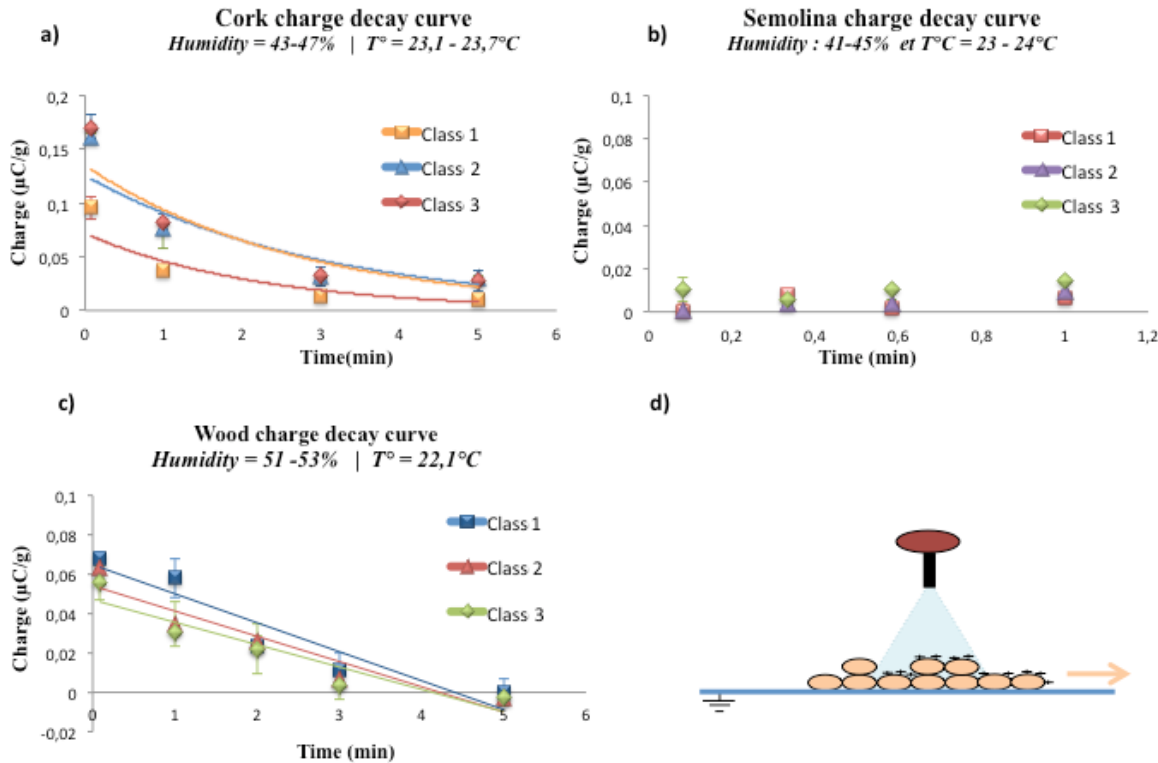 a)
Cork charge decay curve
Humidity = 43-47% | T° = 23,1 - 23,7°C
Charge (µC/g)
0,2
0,15
0,1
0,05
0
Class 1
Class 2
Class 3
0 1 2 3 4 5 6
Time(min)
b)
Semolina charge decay curve
Humidity : 41-45% et T°C = 23 - 24°C
Charge (µC/g)
0,1
0,08
0,06
0,04
0,02
0
Class 1
Class 2
Class 3
0 0,2 0,4 0,6 0,8 1 1,2
Time (min)
c)
Wood charge decay curve
Humidity = 51 -53% | T° = 22,1°C
Charge (µC/g)
0,1
0,08
0,06
0,04
0,02
0
-0,02
Class 1
Class 2
Class 3
0 1 2 3 4 5 6
Time (min)
d)